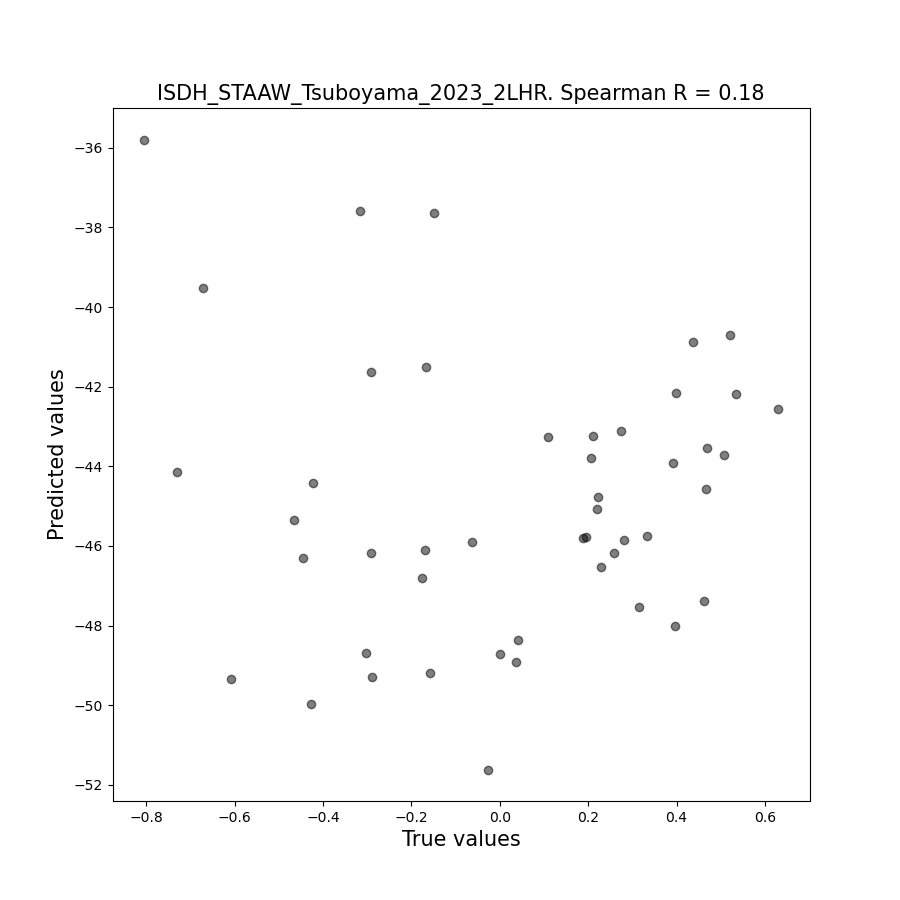 ISDH_STAAW_Tsuboyama_2023_2LHR. Spearman R = 0.18
Predicted values
−36
−38
−40
−42
−44
−46
−48
−50
−52
−0.8 −0.6 −0.4 −0.2 0.0 0.2 0.4 0.6
True values